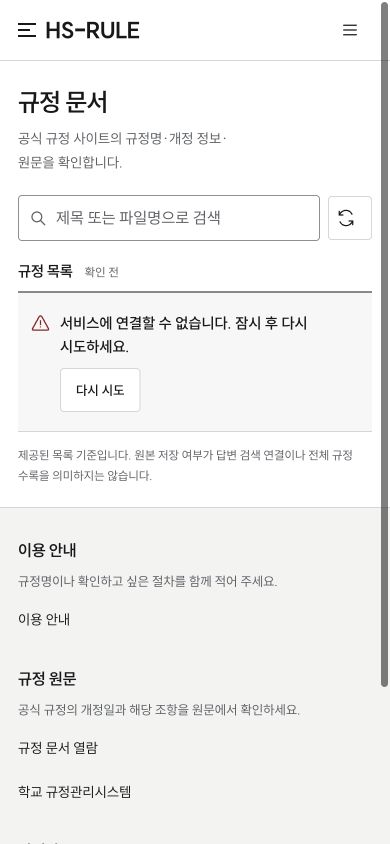 HS-RULE
규정 문서
공식 규정 사이트의 규정명·개정 정보·
원문을 확인합니다.
제목 또는 파일명으로 검색
규정 목록 확인 전
서비스에 연결할 수 없습니다. 잠시 후 다시
시도하세요.
다시 시도
제공된 목록 기준입니다. 원본 저장 여부가 답변 검색 연결이나 전체 규정
수록을 의미하지는 않습니다.
이용 안내
규정명이나 확인하고 싶은 절차를 함께 적어 주세요.
이용 안내
규정 원문
공식 규정의 개정일과 해당 조항을 원문에서 확인하세요.
규정 문서 열람
학교 규정관리시스템